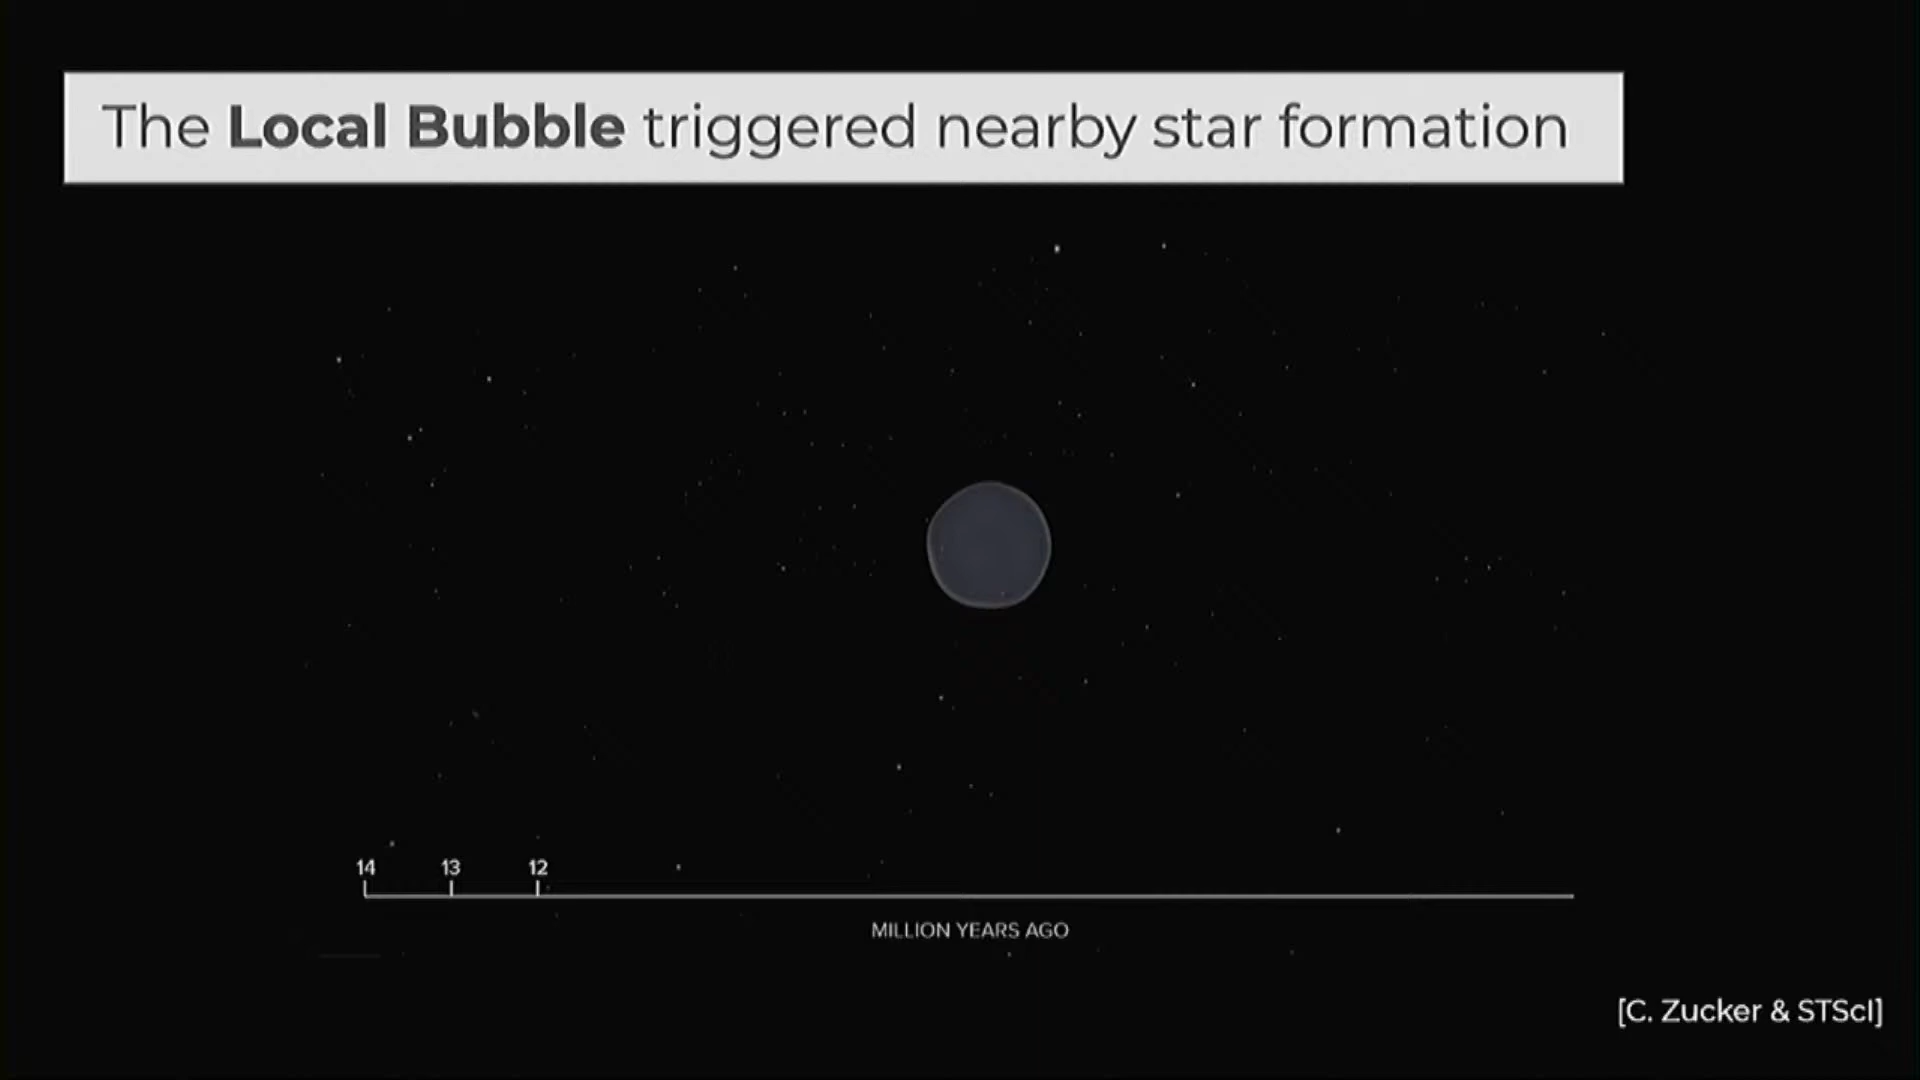 The Local Bubble triggered nearby star formation
14 13 12
MILLION YEARS AGO
[C. Zucker & STScI]